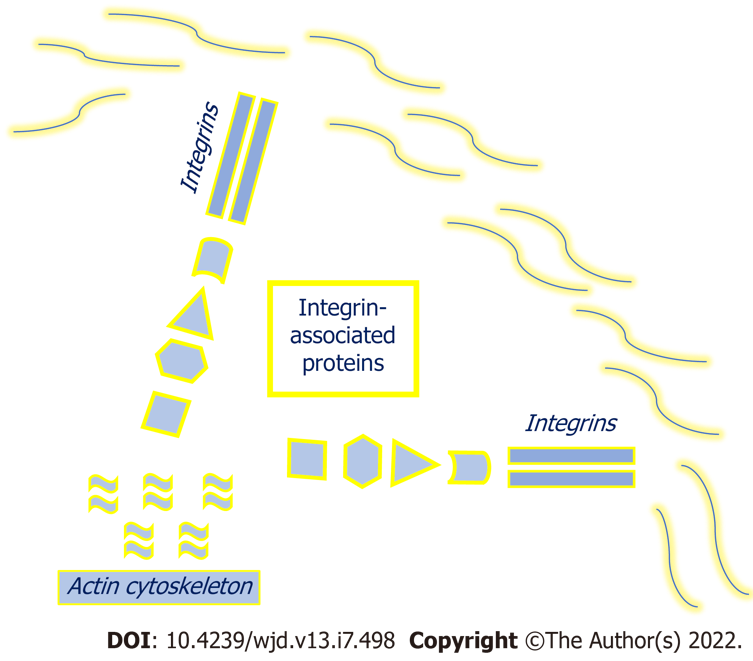 Integrins
Integrin-
associated
proteins
Integrins
Actin cytoskeleton
DOI: 10.4239/wjd.v13.i7.498 Copyright ©The Author(s) 2022.